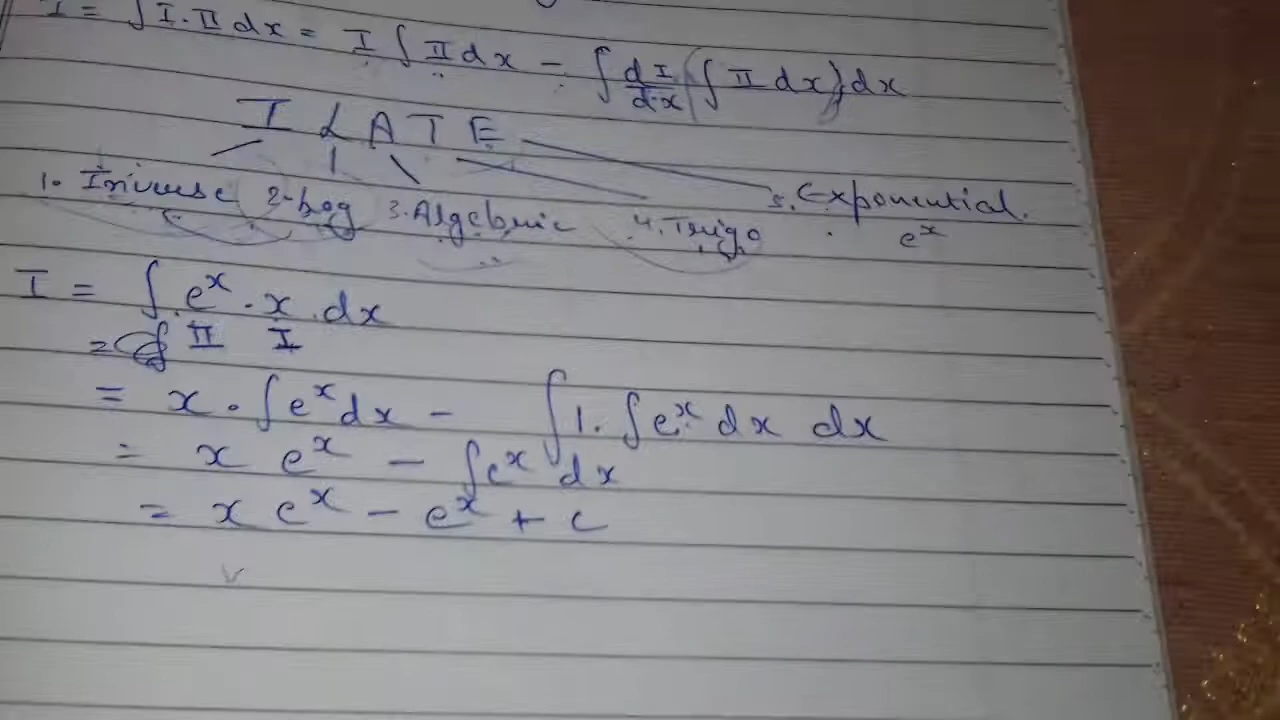 I = ∫ I . II dx = I ∫ II dx - ∫ dI/dx (∫ II dx) dx
I L A T E
1. Inverse 2. Log 3. Algebric 4. Trigo 5. Exponential.
e^x
I = ∫ e^x . x . dx
= II I
= x . ∫ e^x dx - ∫ 1 . ∫ e^x dx dx
= x e^x - ∫ e^x dx
= x e^x - e^x + c